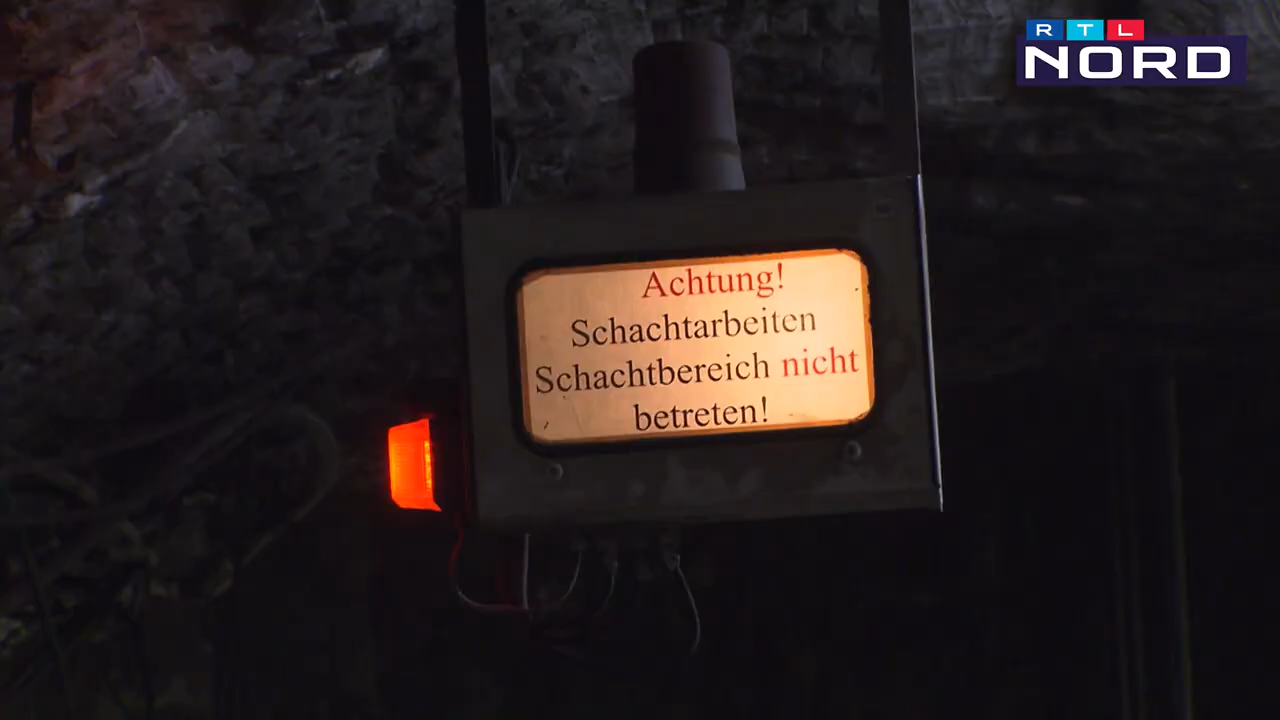 RTL
NORD
Achtung!
Schachtarbeiten
Schachtbereich nicht
betreten!